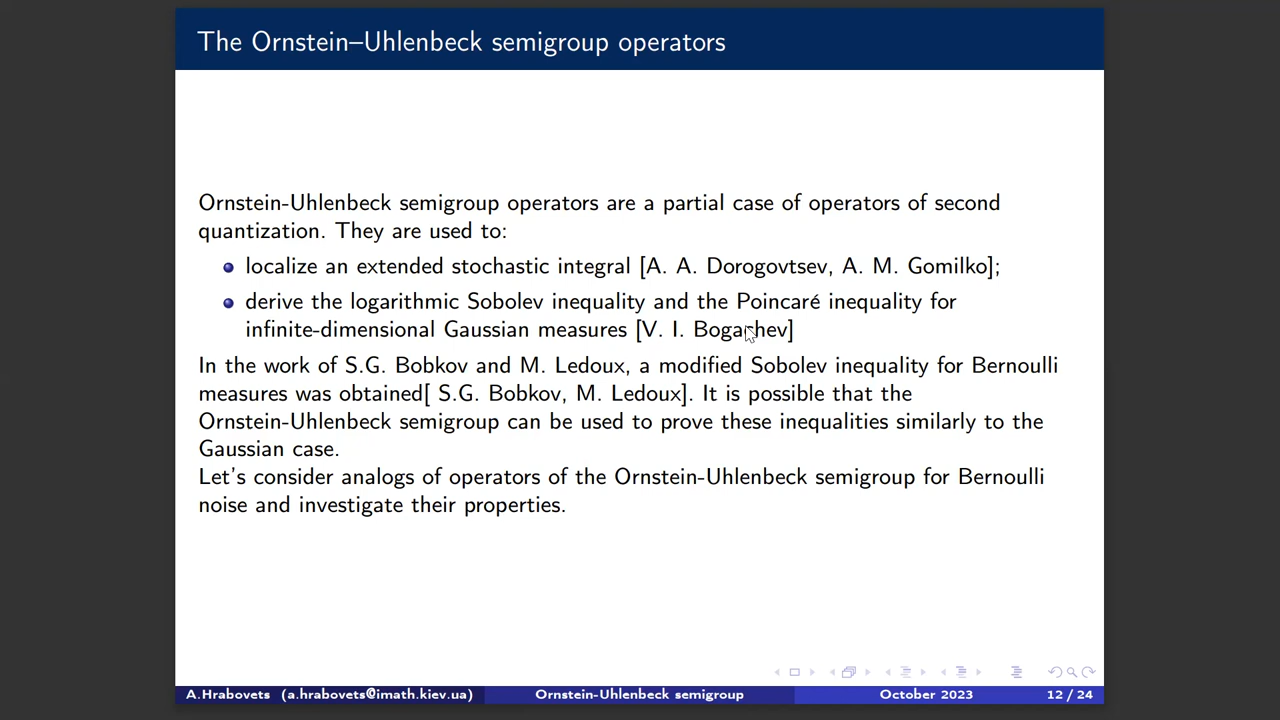 The Ornstein–Uhlenbeck semigroup operators
Ornstein-Uhlenbeck semigroup operators are a partial case of operators of second
quantization. They are used to:
localize an extended stochastic integral [A. A. Dorogovtsev, A. M. Gomilko];
derive the logarithmic Sobolev inequality and the Poincaré inequality for
infinite-dimensional Gaussian measures [V. I. Bogachev]
In the work of S.G. Bobkov and M. Ledoux, a modified Sobolev inequality for Bernoulli
measures was obtained[ S.G. Bobkov, M. Ledoux]. It is possible that the
Ornstein-Uhlenbeck semigroup can be used to prove these inequalities similarly to the
Gaussian case.
Let's consider analogs of operators of the Ornstein-Uhlenbeck semigroup for Bernoulli
noise and investigate their properties.
A.Hrabovets (a.hrabovets@imath.kiev.ua) Ornstein-Uhlenbeck semigroup October 2023 12 / 24